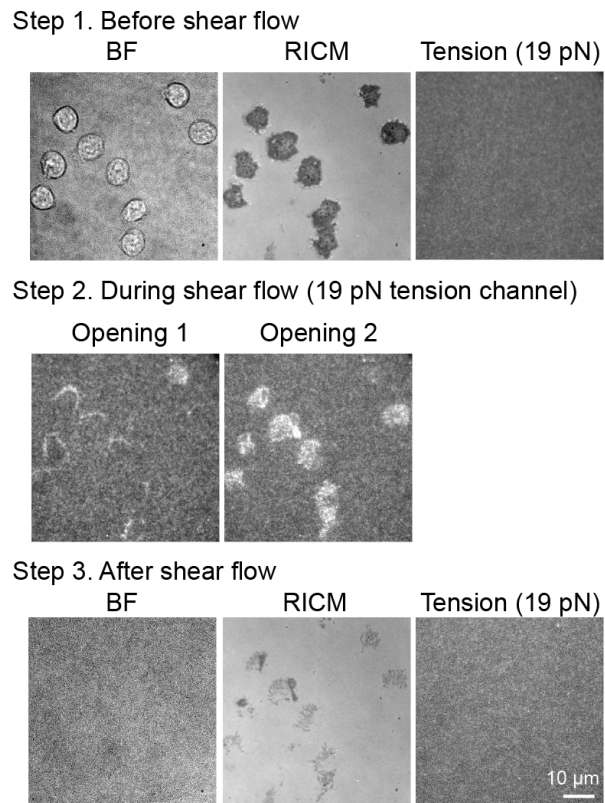 Step 1. Before shear flow
BF RICM Tension (19 pN)
Step 2. During shear flow (19 pN tension channel)
Opening 1 Opening 2
Step 3. After shear flow
BF RICM Tension (19 pN)
10 µm